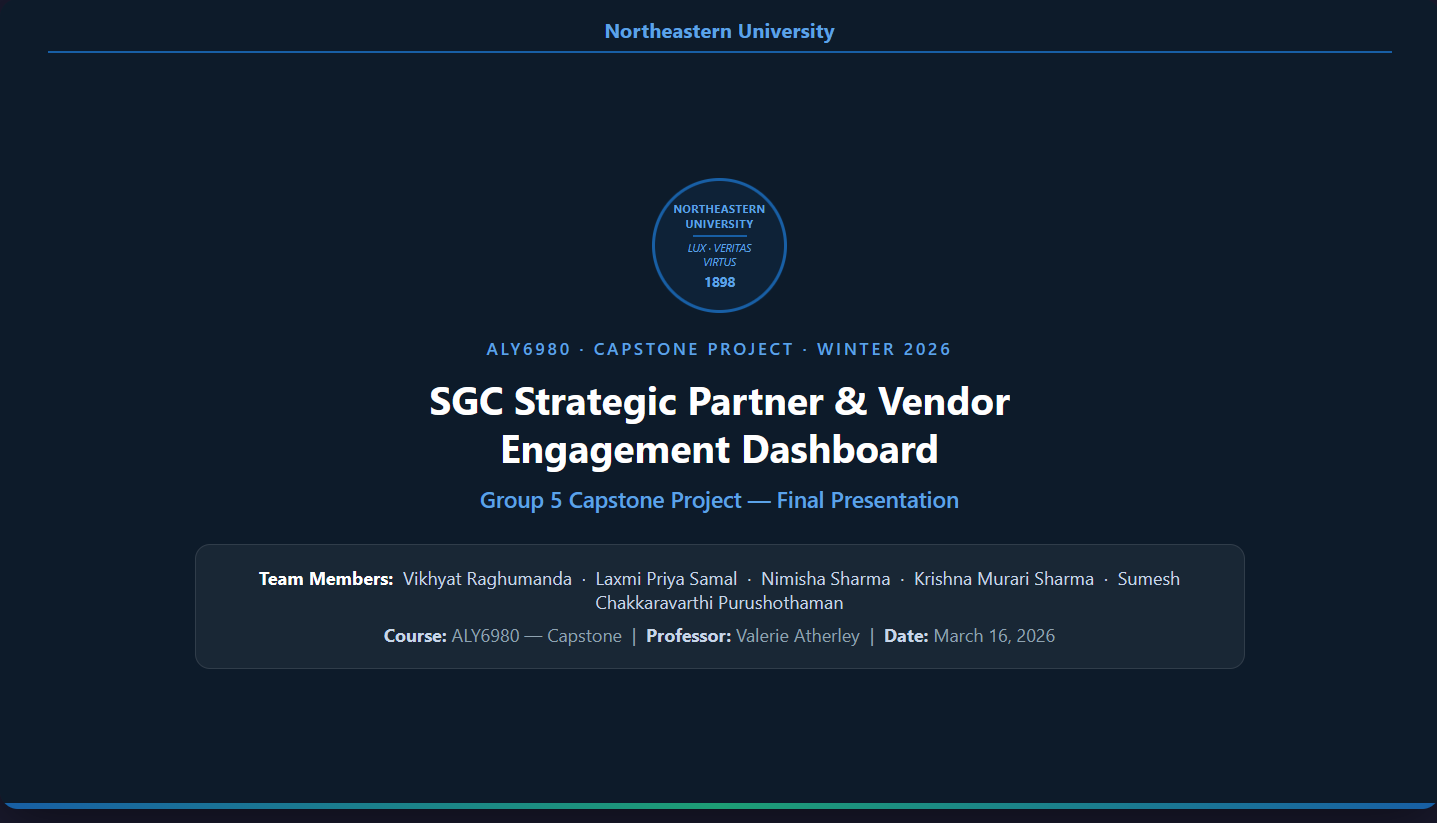 Northeastern University
NORTHEASTERN
UNIVERSITY
LUX · VERITAS
VIRTUS
1898
ALY6980 · CAPSTONE PROJECT · WINTER 2026
SGC Strategic Partner & Vendor
Engagement Dashboard
Group 5 Capstone Project — Final Presentation
Team Members: Vikhyat Raghumanda · Laxmi Priya Samal · Nimisha Sharma · Krishna Murari Sharma · Sumesh
Chakkaravarthi Purushothaman
Course: ALY6980 — Capstone | Professor: Valerie Atherley | Date: March 16, 2026